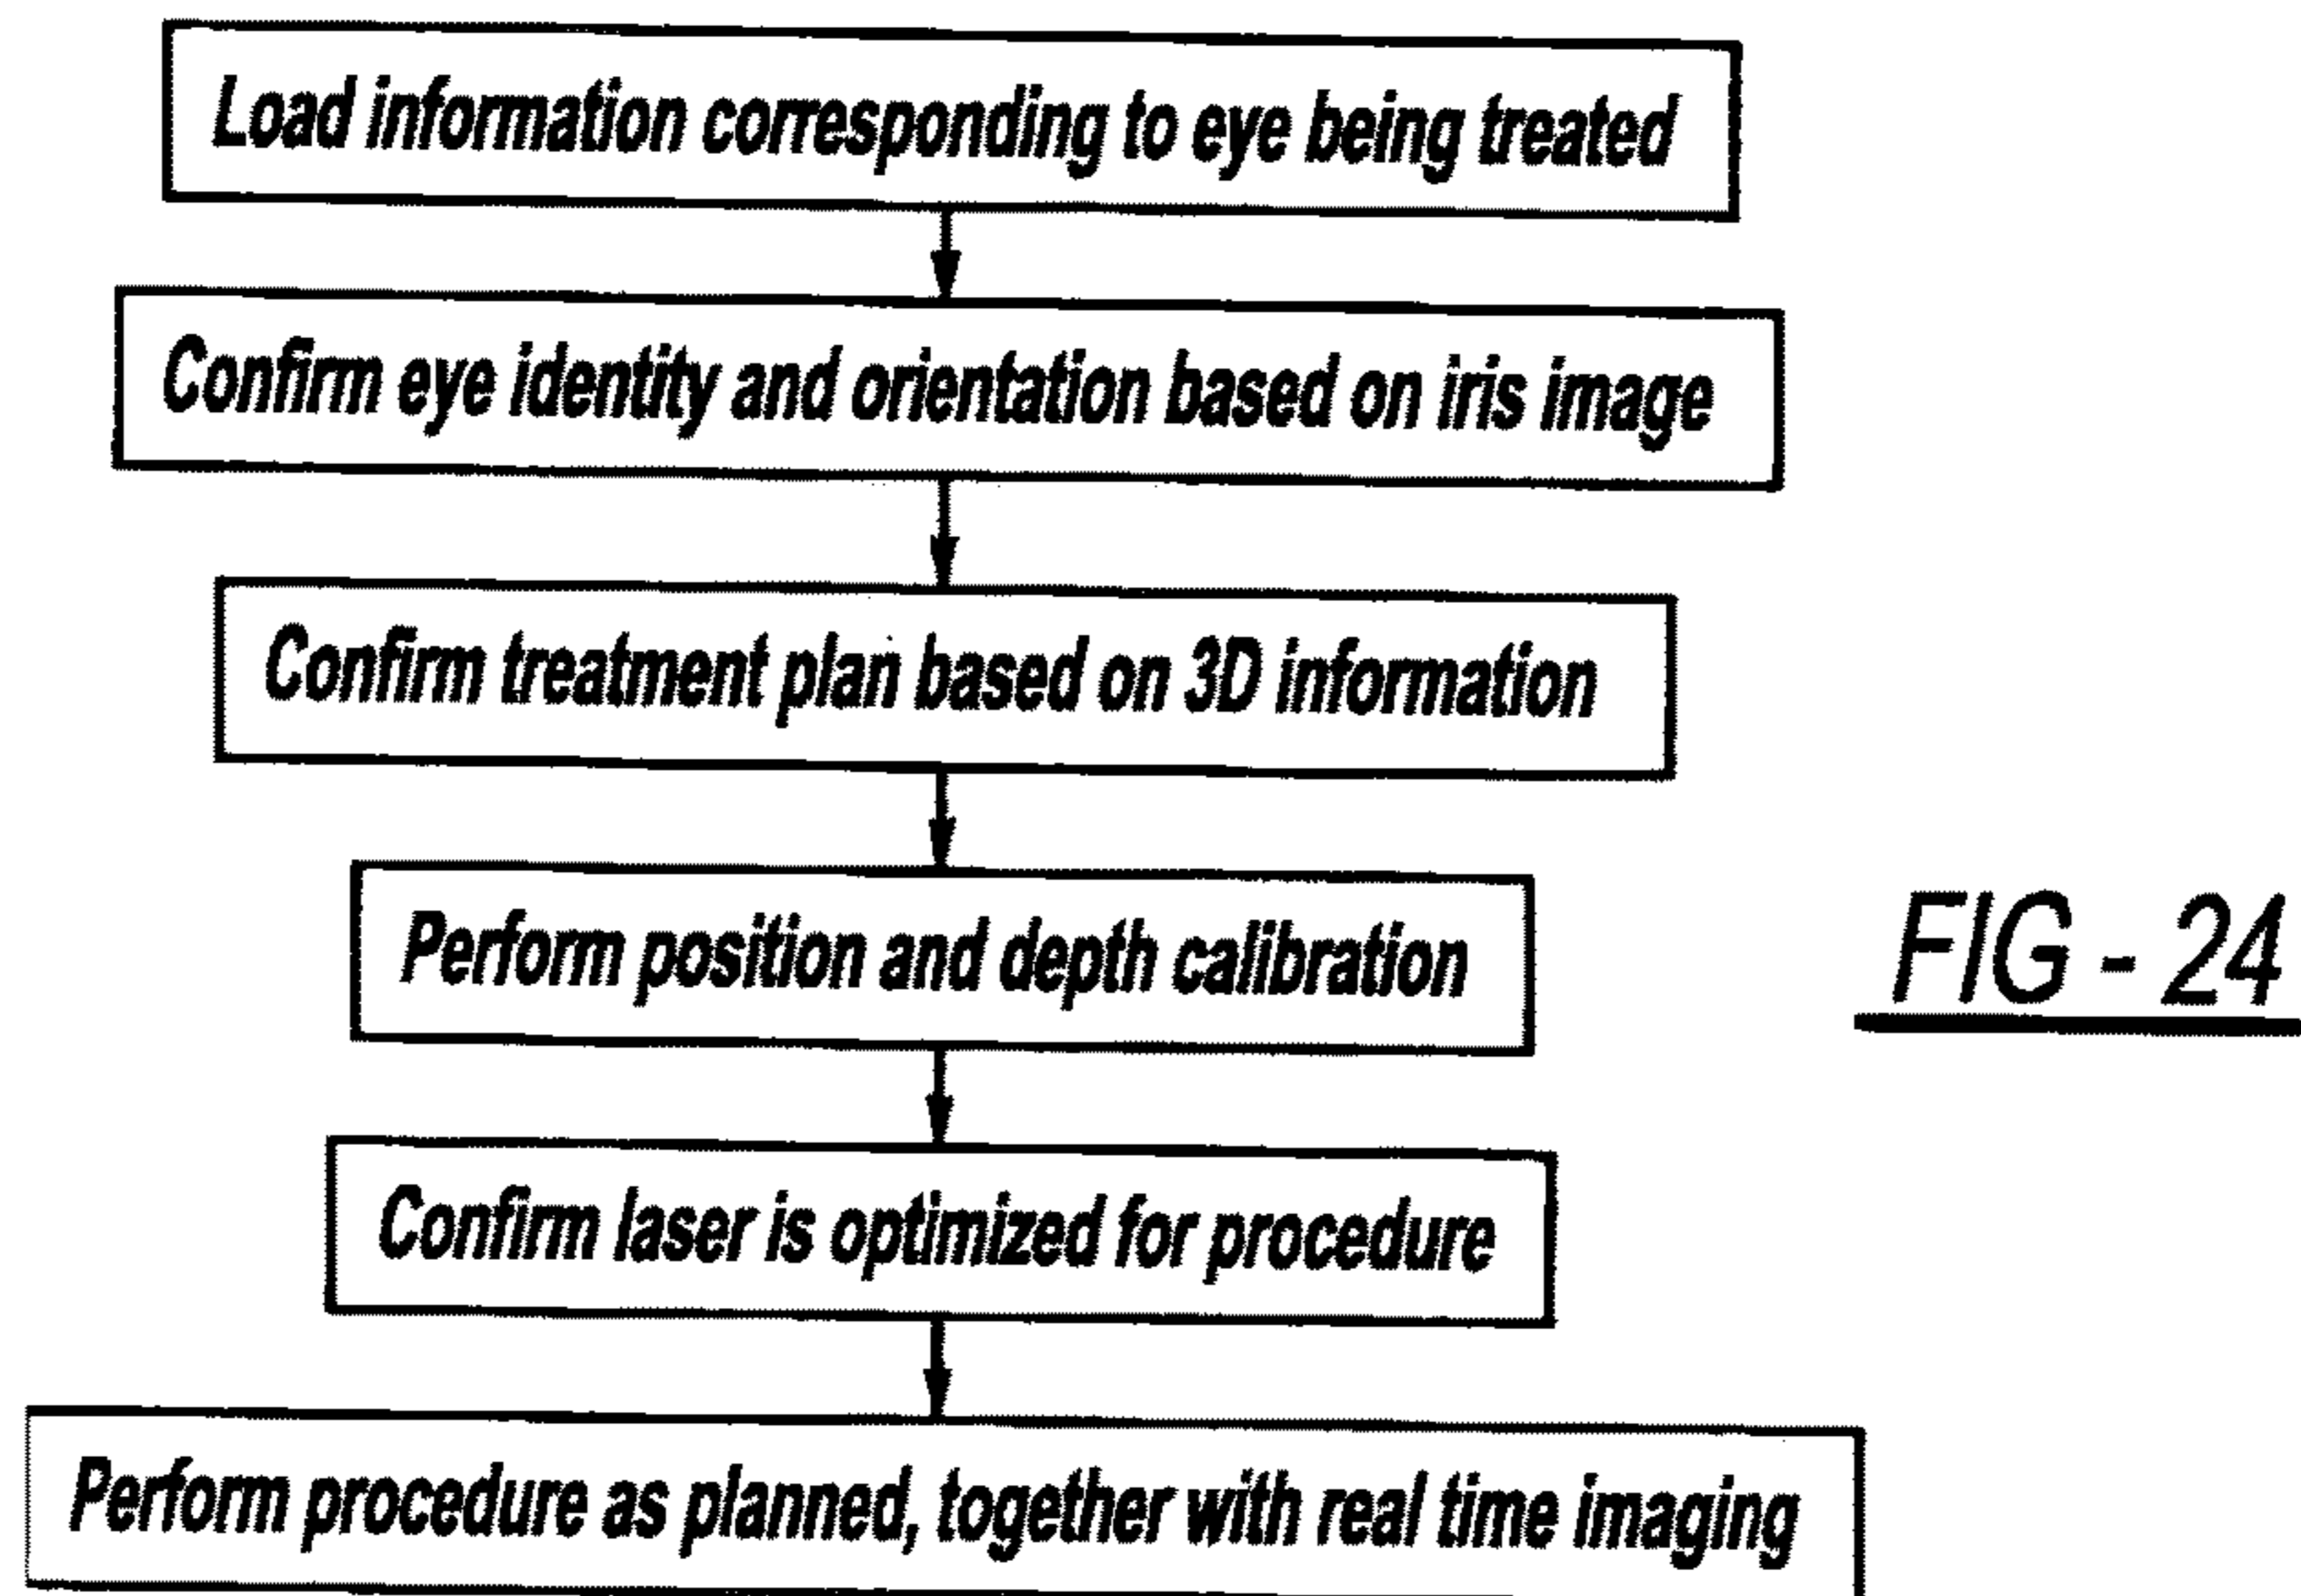 Load information corresponding to eye being treated
Confirm eye identity and orientation based on iris image
Confirm treatment plan based on 3D information
Perform position and depth calibration
FIG - 24
Confirm laser is optimized for procedure
Perform procedure as planned, together with real time imaging